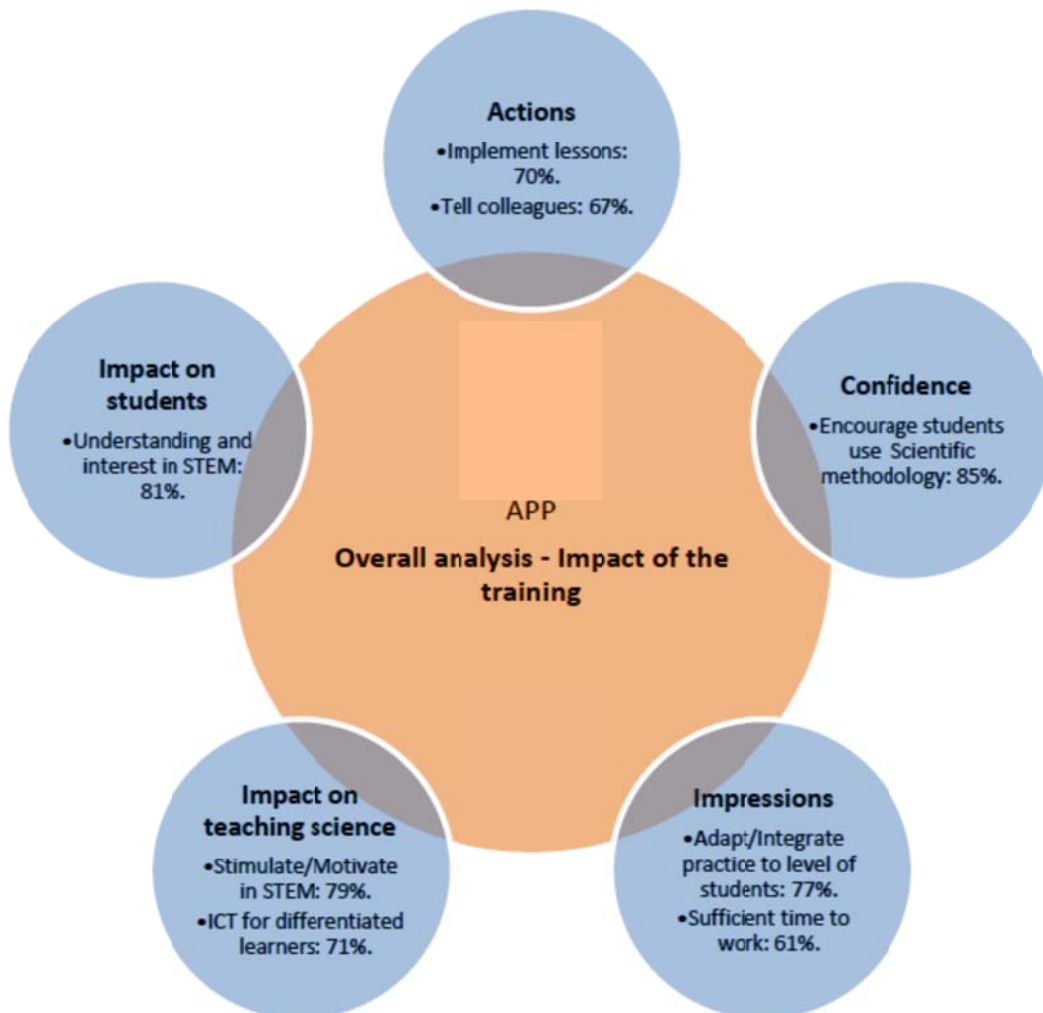 Actions
•Implement lessons:
70%.
•Tell colleagues: 67%.
Impact on
students
•Understanding and
interest in STEM:
81%.
Confidence
•Encourage students
use Scientific
methodology: 85%.
APP
Overall analysis - Impact of the
training
Impact on
teaching science
•Stimulate/Motivate
in STEM: 79%.
•ICT for differentiated
learners: 71%.
Impressions
•Adapt/Integrate
practice to level of
students: 77%.
•Sufficient time to
work: 61%.